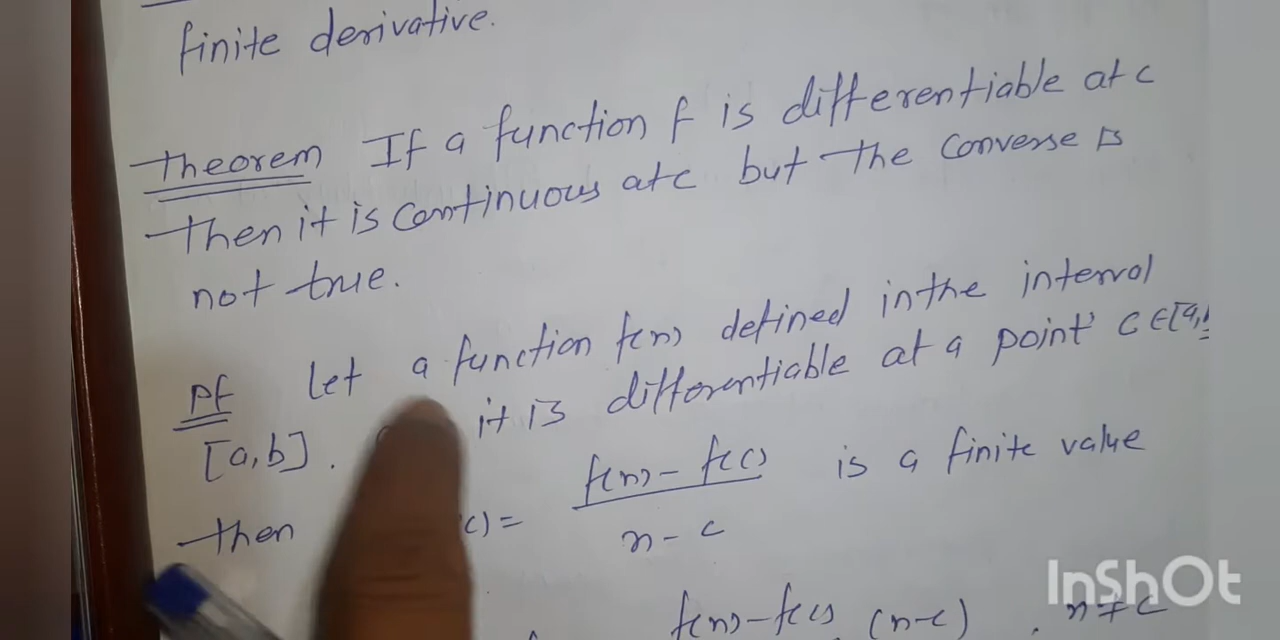 finite derivative.
Theorem If a function f is differentiable at c
Then it is continuous at c but the converse is
not true.
Pf Let a function f(x) defined in the interval
[a,b]. it is differentiable at a point c ∈ [a,
then c) = f(x) - f(c) / x - c is a finite value
f(x) - f(c) (x-c), x ≠ c
InShOt